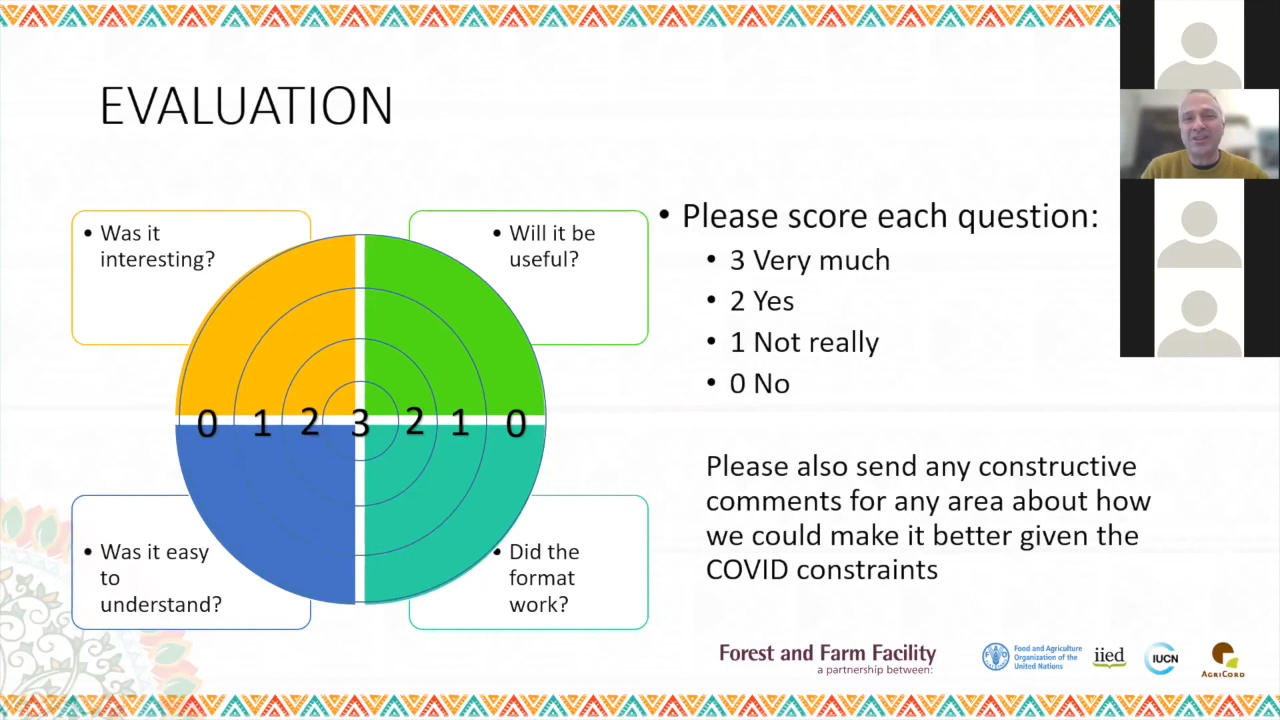 EVALUATION
• Was it
interesting?
• Will it be
useful?
0 1 2 3 2 1 0
• Was it easy
to
understand?
• Did the
format
work?
• Please score each question:
• 3 Very much
• 2 Yes
• 1 Not really
• 0 No
Please also send any constructive
comments for any area about how
we could make it better given the
COVID constraints
Forest and Farm Facility
a partnership between:
Food and Agriculture
Organization of the
United Nations
iied
IUCN
AGRICORD